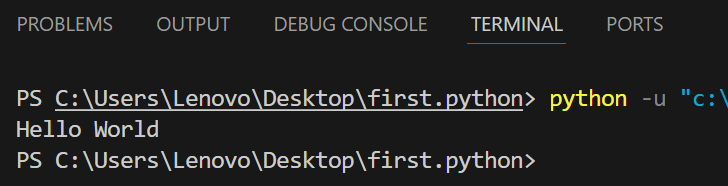 PROBLEMS OUTPUT DEBUG CONSOLE TERMINAL PORTS
PS C:\Users\Lenovo\Desktop\first.python> python -u "c:\
Hello World
PS C:\Users\Lenovo\Desktop\first.python>